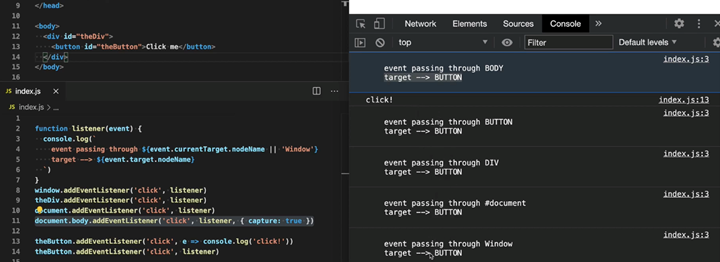 9 </head>
10
11 <body>
12 <div id="theDiv">
13 <button id="theButton">Click me</button>
14 </div>
15 </body>
JS index.js ×
JS index.js > ...
1
2 function listener(event) {
3 console.log(`
4 event passing through ${event.currentTarget.nodeName || 'Window'}
5 target --> ${event.target.nodeName}
6 `)
7 }
8 window.addEventListener('click', listener)
9 theDiv.addEventListener('click', listener)
10 document.addEventListener('click', listener)
11 document.body.addEventListener('click', listener, { capture: true })
12
13 theButton.addEventListener('click', e => console.log('click!'))
14 theButton.addEventListener('click', listener)
Network Elements Sources Console »
top Filter Default levels
index.js:3
event passing through BODY
target --> BUTTON
click! index.js:13
index.js:3
event passing through BUTTON
target --> BUTTON
index.js:3
event passing through DIV
target --> BUTTON
index.js:3
event passing through #document
target --> BUTTON
index.js:3
event passing through Window
target --> BUTTON